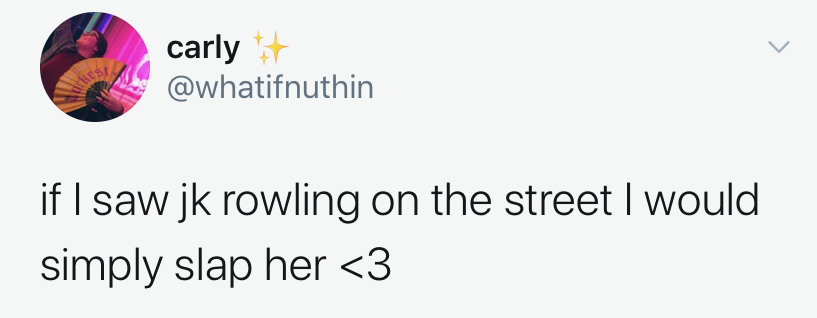 carly ✨
@whatifnuthin
if I saw jk rowling on the street I would
simply slap her <3